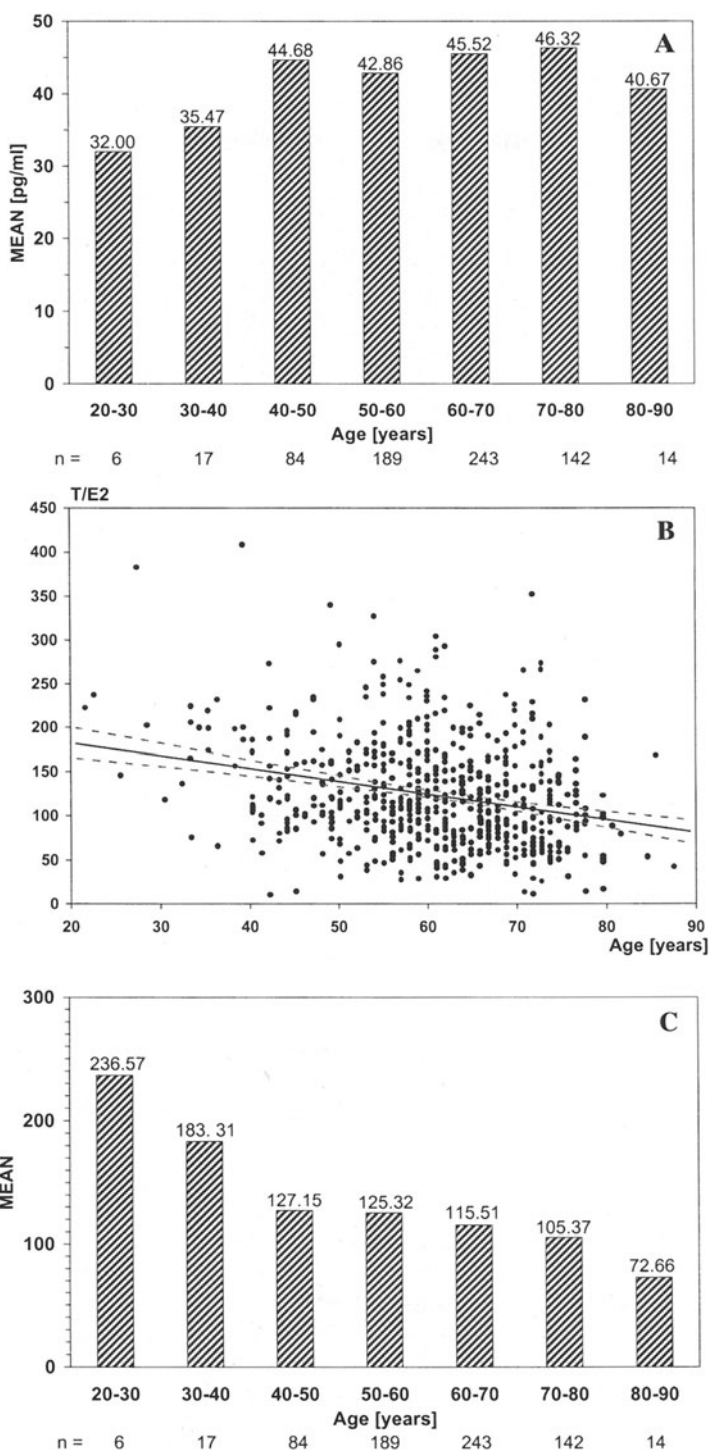 A
MEAN [pg/ml]
50
40
30
20
10
0
32.00 35.47 44.68 42.86 45.52 46.32 40.67
20-30 30-40 40-50 50-60 60-70 70-80 80-90
Age [years]
n = 6 17 84 189 243 142 14
T/E2
B
450
400
350
300
250
200
150
100
50
0
20 30 40 50 60 70 80 90
Age [years]
C
MEAN
300
200
100
0
236.57 183. 31 127.15 125.32 115.51 105.37 72.66
20-30 30-40 40-50 50-60 60-70 70-80 80-90
Age [years]
n = 6 17 84 189 243 142 14